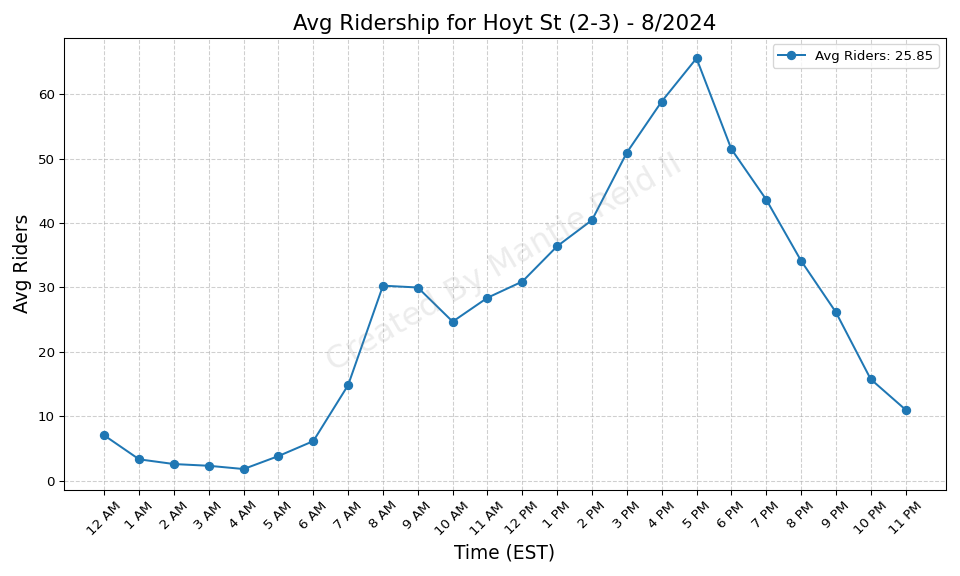 Avg Ridership for Hoyt St (2-3) - 8/2024
Avg Riders: 25.85
Avg Riders
60
50
40
30
20
10
0
Created By Mantie Reid II
12 AM
1 AM
2 AM
3 AM
4 AM
5 AM
6 AM
7 AM
8 AM
9 AM
10 AM
11 AM
12 PM
1 PM
2 PM
3 PM
4 PM
5 PM
6 PM
7 PM
8 PM
9 PM
10 PM
11 PM
Time (EST)